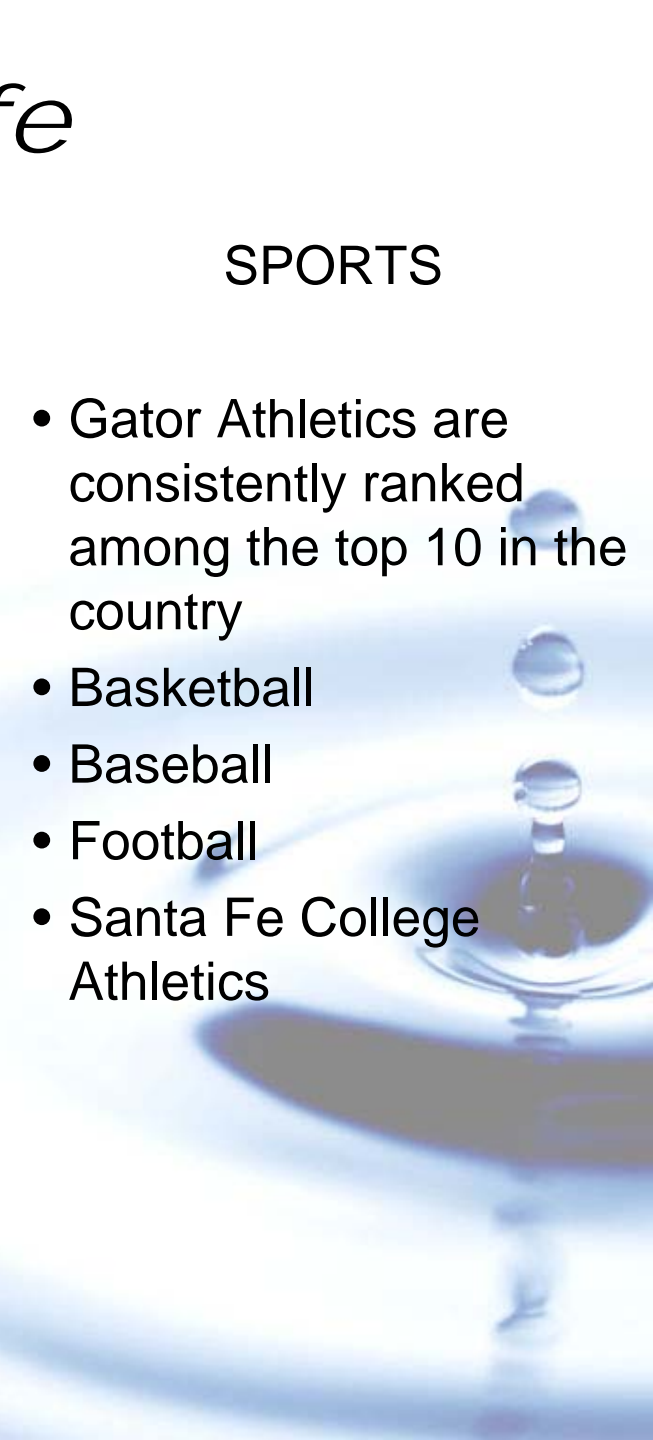 fe
SPORTS
• Gator Athletics are
consistently ranked
among the top 10 in the
country
• Basketball
• Baseball
• Football
• Santa Fe College
Athletics